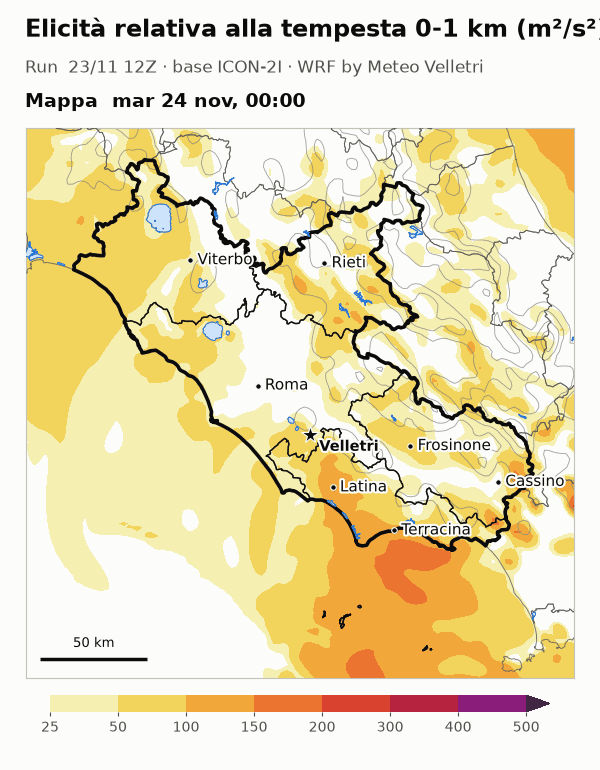 Elicità relativa alla tempesta 0-1 km (m²/s²)
Run  23/11 12Z · base ICON-2I · WRF by Meteo Velletri
Mappa  mar 24 nov, 00:00
Viterbo
Rieti
Roma
Velletri
Frosinone
Latina
Cassino
Terracina
50 km
25 50 100 150 200 300 400 500